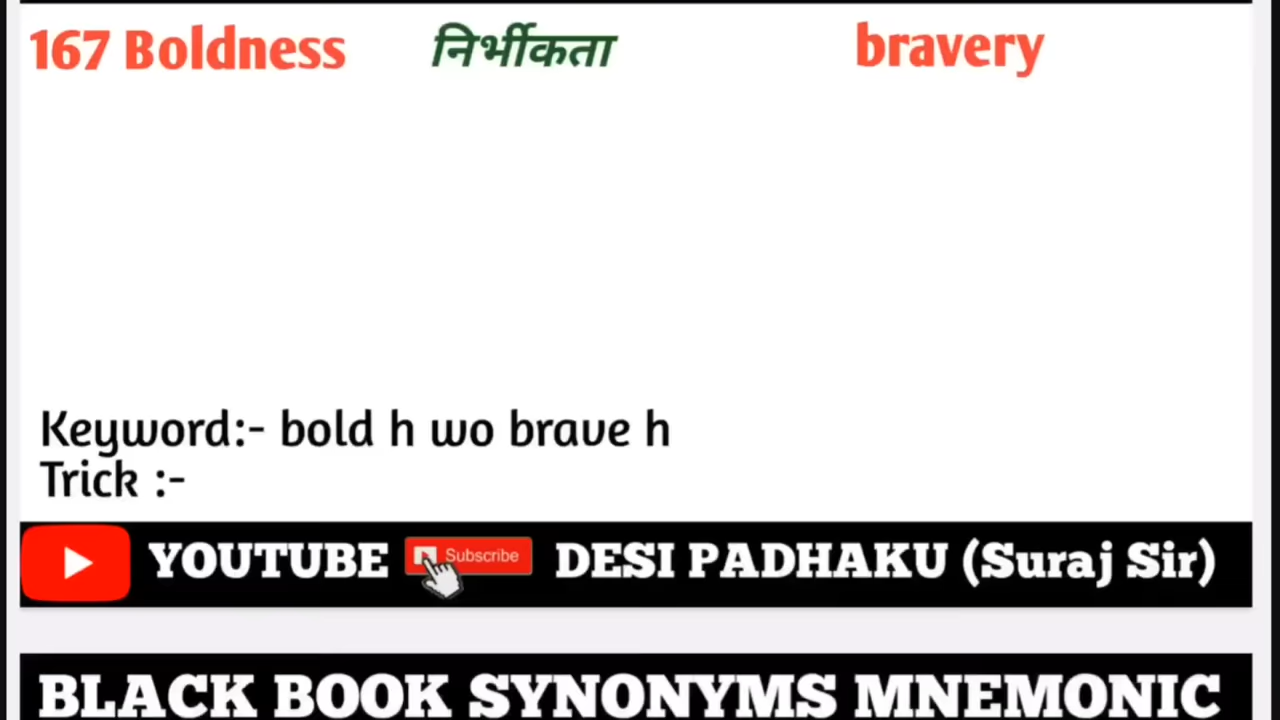 167 Boldness निर्भीकता bravery
Keyword:- bold h wo brave h
Trick :-
YOUTUBE Subscribe DESI PADHAKU (Suraj Sir)
BLACK BOOK SYNONYMS MNEMONIC